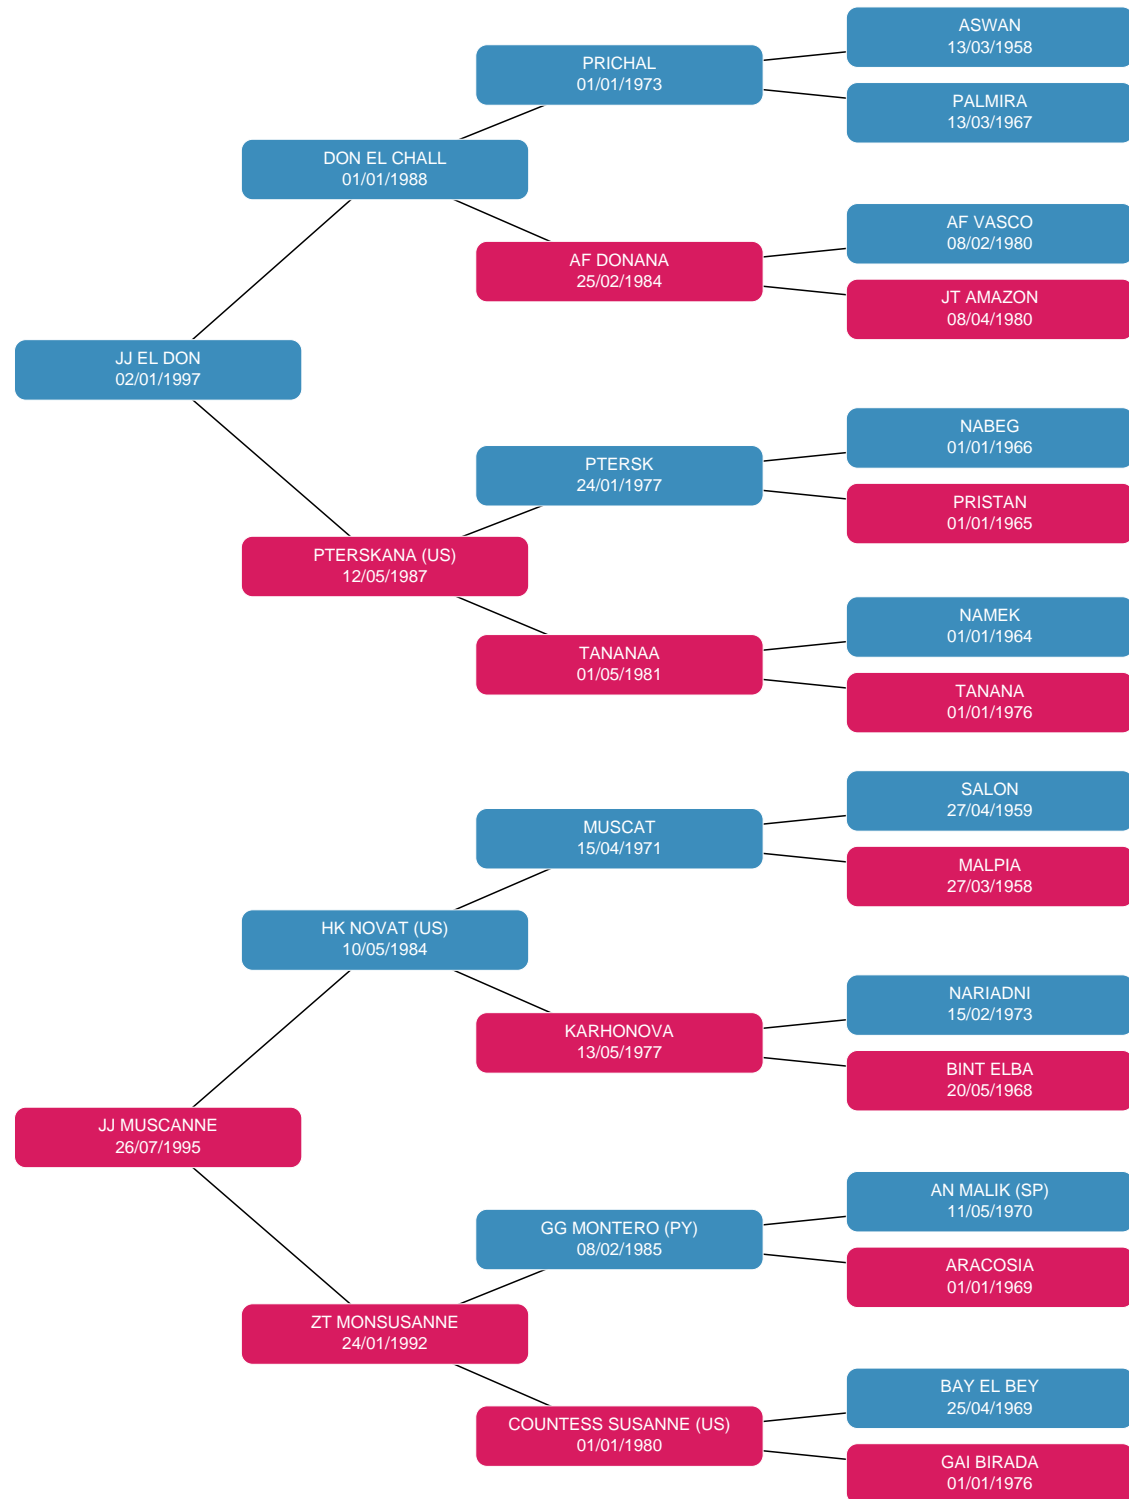 ASWAN
13/03/1958
PRICHAL
01/01/1973
PALMIRA
13/03/1967
DON EL CHALL
01/01/1988
AF VASCO
08/02/1980
AF DONANA
25/02/1984
JT AMAZON
08/04/1980
JJ EL DON
02/01/1997
NABEG
01/01/1966
PTERSK
24/01/1977
PRISTAN
01/01/1965
PTERSKANA (US)
12/05/1987
NAMEK
01/01/1964
TANANAA
01/05/1981
TANANA
01/01/1976
SALON
27/04/1959
MUSCAT
15/04/1971
MALPIA
27/03/1958
HK NOVAT (US)
10/05/1984
NARIADNI
15/02/1973
KARHONOVA
13/05/1977
BINT ELBA
20/05/1968
JJ MUSCANNE
26/07/1995
AN MALIK (SP)
11/05/1970
GG MONTERO (PY)
08/02/1985
ARACOSIA
01/01/1969
ZT MONSUSANNE
24/01/1992
BAY EL BEY
25/04/1969
COUNTESS SUSANNE (US)
01/01/1980
GAI BIRADA
01/01/1976